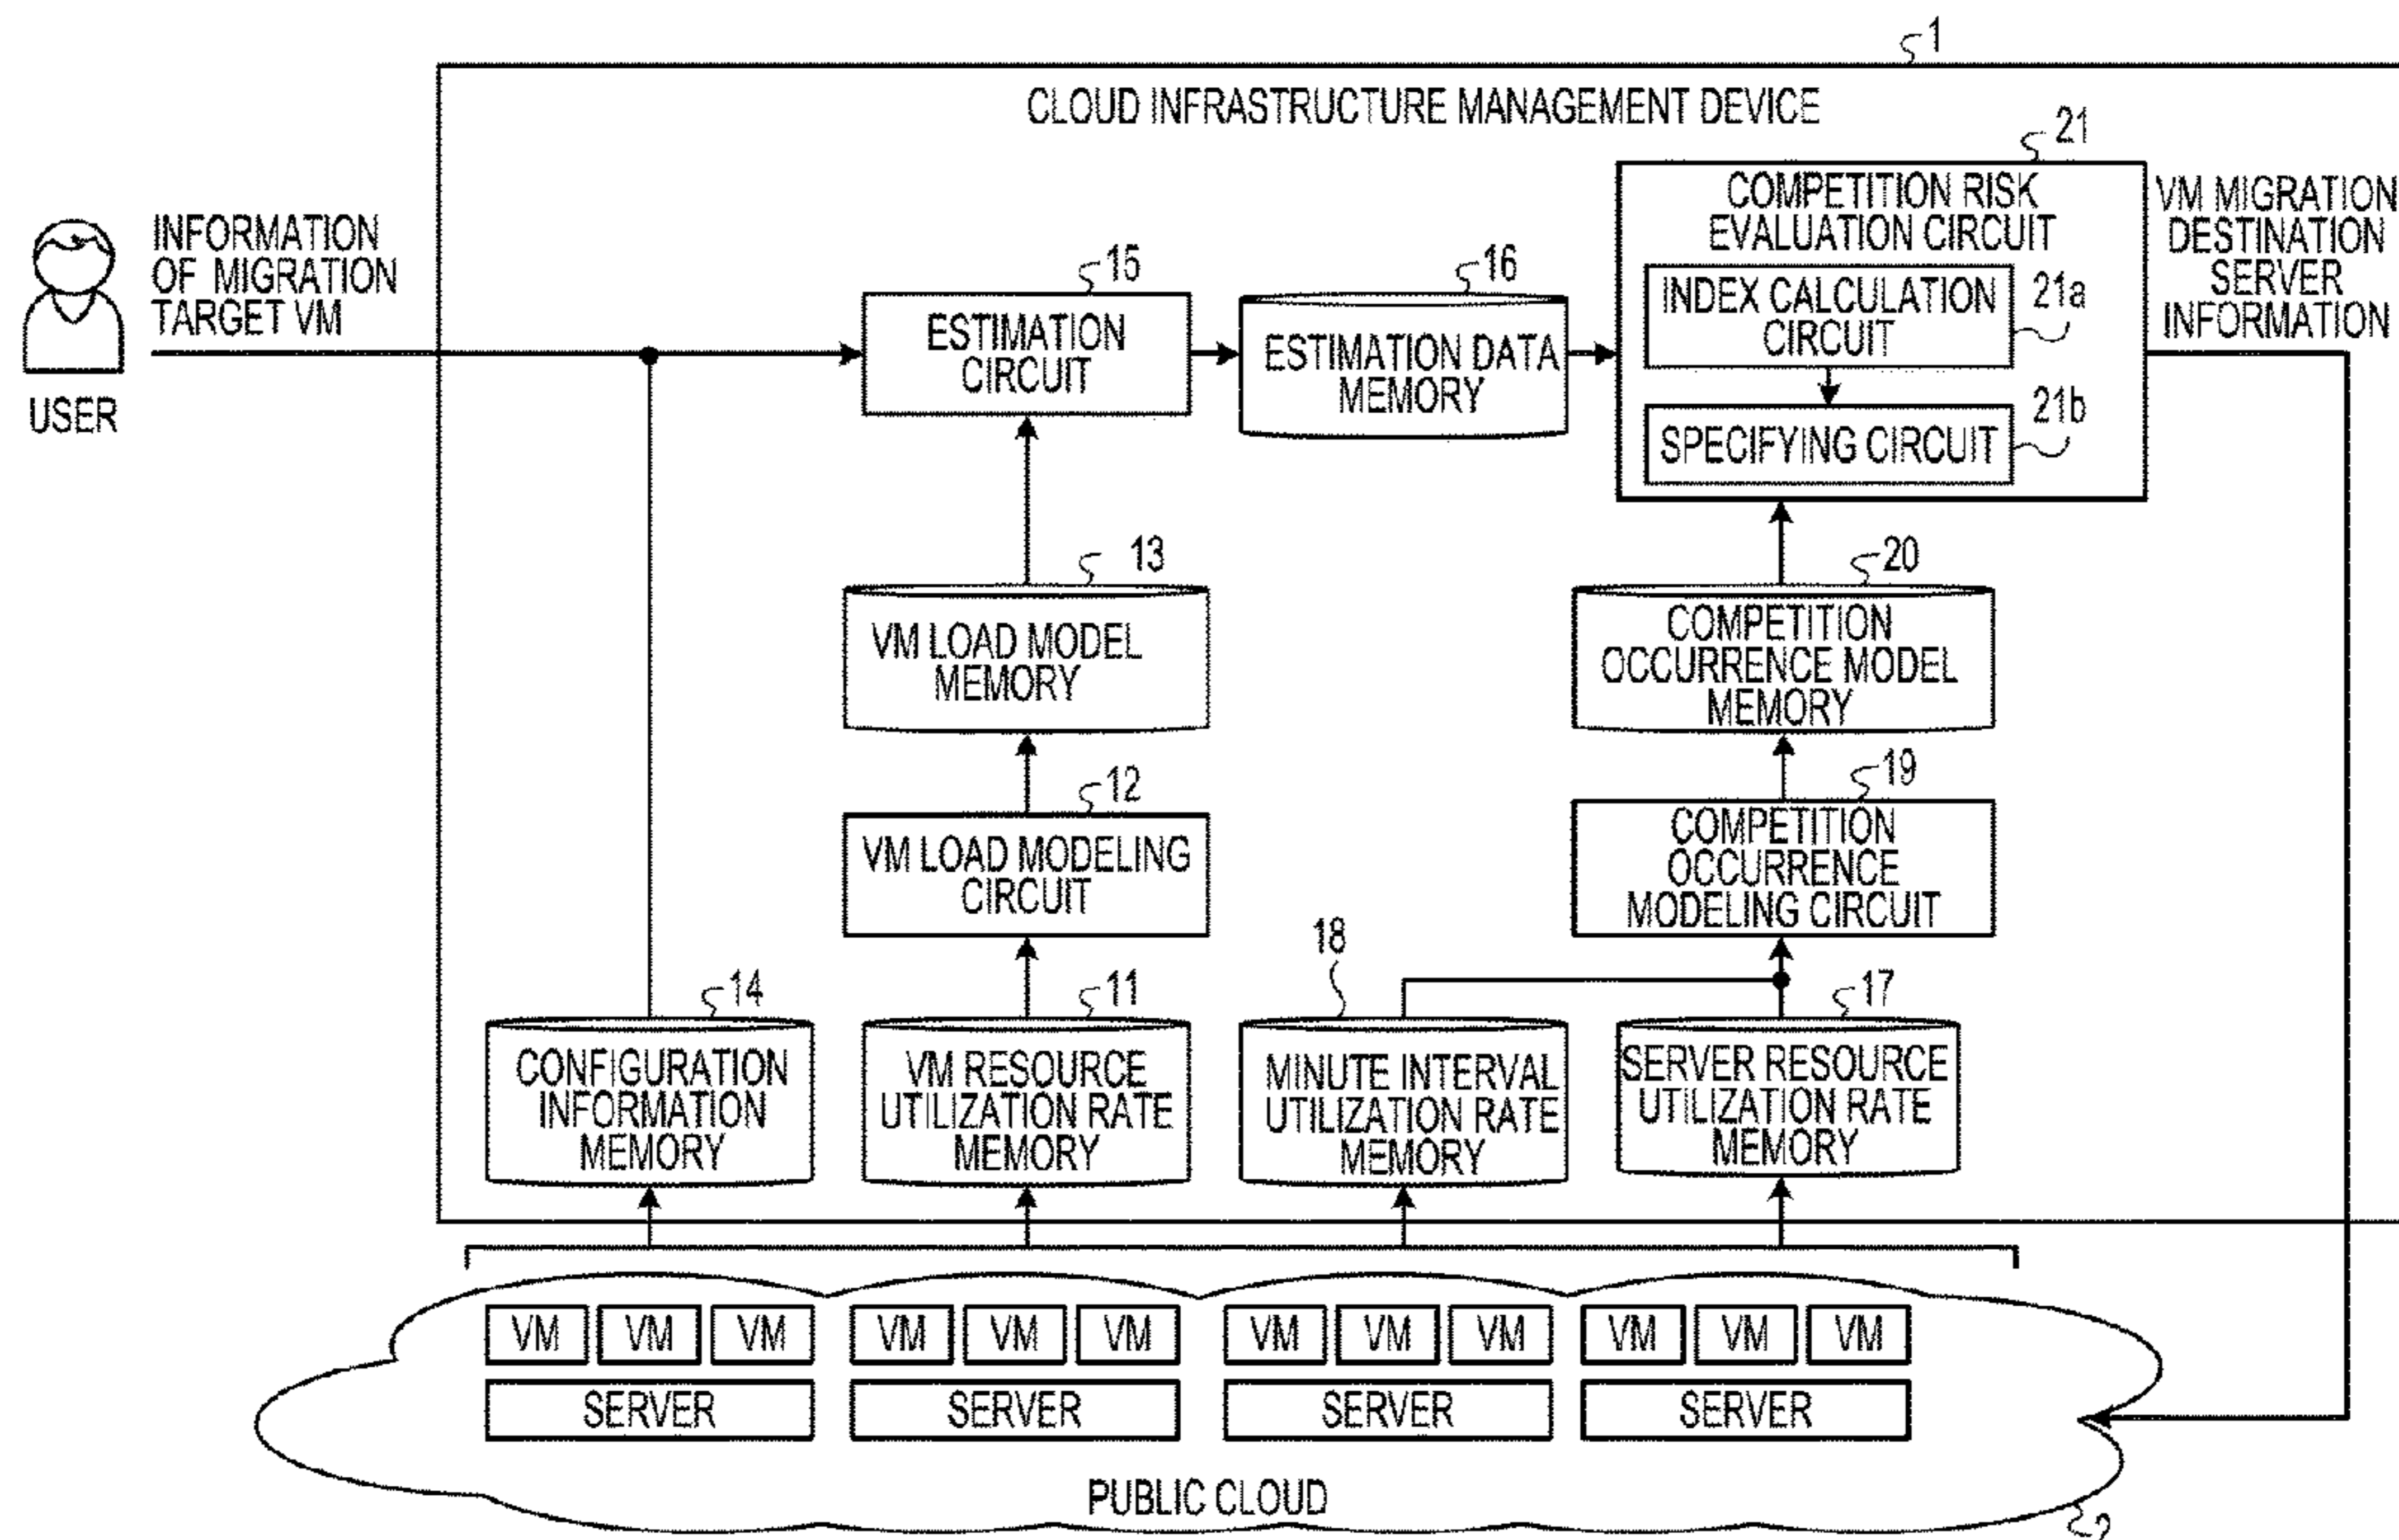 1
CLOUD INFRASTRUCTURE MANAGEMENT DEVICE
INFORMATION
OF MIGRATION
TARGET VM
USER
15
ESTIMATION
CIRCUIT
16
ESTIMATION DATA
MEMORY
21
COMPETITION RISK
EVALUATION CIRCUIT
INDEX CALCULATION
CIRCUIT
21a
SPECIFYING CIRCUIT
21b
VM MIGRATION
DESTINATION
SERVER
INFORMATION
13
VM LOAD MODEL
MEMORY
20
COMPETITION
OCCURRENCE MODEL
MEMORY
12
VM LOAD MODELING
CIRCUIT
19
COMPETITION
OCCURRENCE
MODELING CIRCUIT
14
CONFIGURATION
INFORMATION
MEMORY
11
VM RESOURCE
UTILIZATION RATE
MEMORY
18
MINUTE INTERVAL
UTILIZATION RATE
MEMORY
17
SERVER RESOURCE
UTILIZATION RATE
MEMORY
VM VM VM VM VM VM VM VM VM VM VM VM
SERVER SERVER SERVER SERVER
PUBLIC CLOUD
2